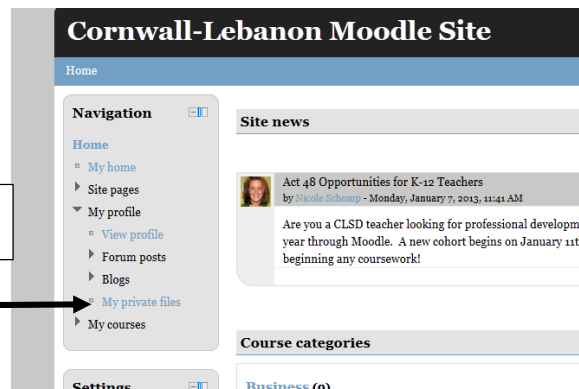 Cornwall-Lebanon Moodle Site
Home
Navigation
Home
My home
Site pages
My profile
View profile
Forum posts
Blogs
My private files
My courses
Settings
Site news
Act 48 Opportunities for K-12 Teachers
by Nicole Schomp - Monday, January 7, 2013, 11:41 AM
Are you a CLSD teacher looking for professional developm
year through Moodle. A new cohort begins on January 11t
beginning any coursework!
Course categories
Business (9)